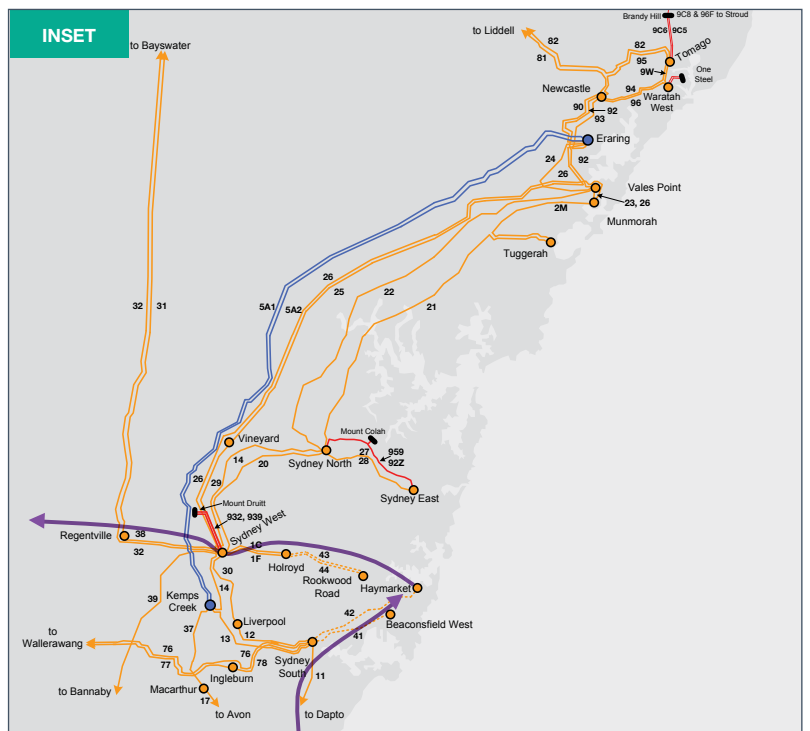 INSET
to Bayswater
to Liddell
Brandy Hill
9C8 & 96F to Stroud
9C6
9C5
82
81
82
95
Tomago
9W
One
Steel
Newcastle
94
96
Waratah
West
90
92
93
Eraring
24
92
26
Vales Point
23, 26
2M
Munmorah
Tuggerah
26
25
22
21
5A1
5A2
32
31
Vineyard
Mount Colah
14
20
Sydney North
27
28
959
92Z
Sydney East
26
29
Mount Druitt
932, 939
Sydney West
Regentville
38
32
1C
1F
Holroyd
43
44
Rookwood
Road
Haymarket
30
14
39
Kemps
Creek
42
41
Beaconsfield West
37
Liverpool
13
12
to
Wallerawang
76
77
76
78
Sydney
South
Ingleburn
11
to Bannaby
Macarthur
17
to Avon
to Dapto